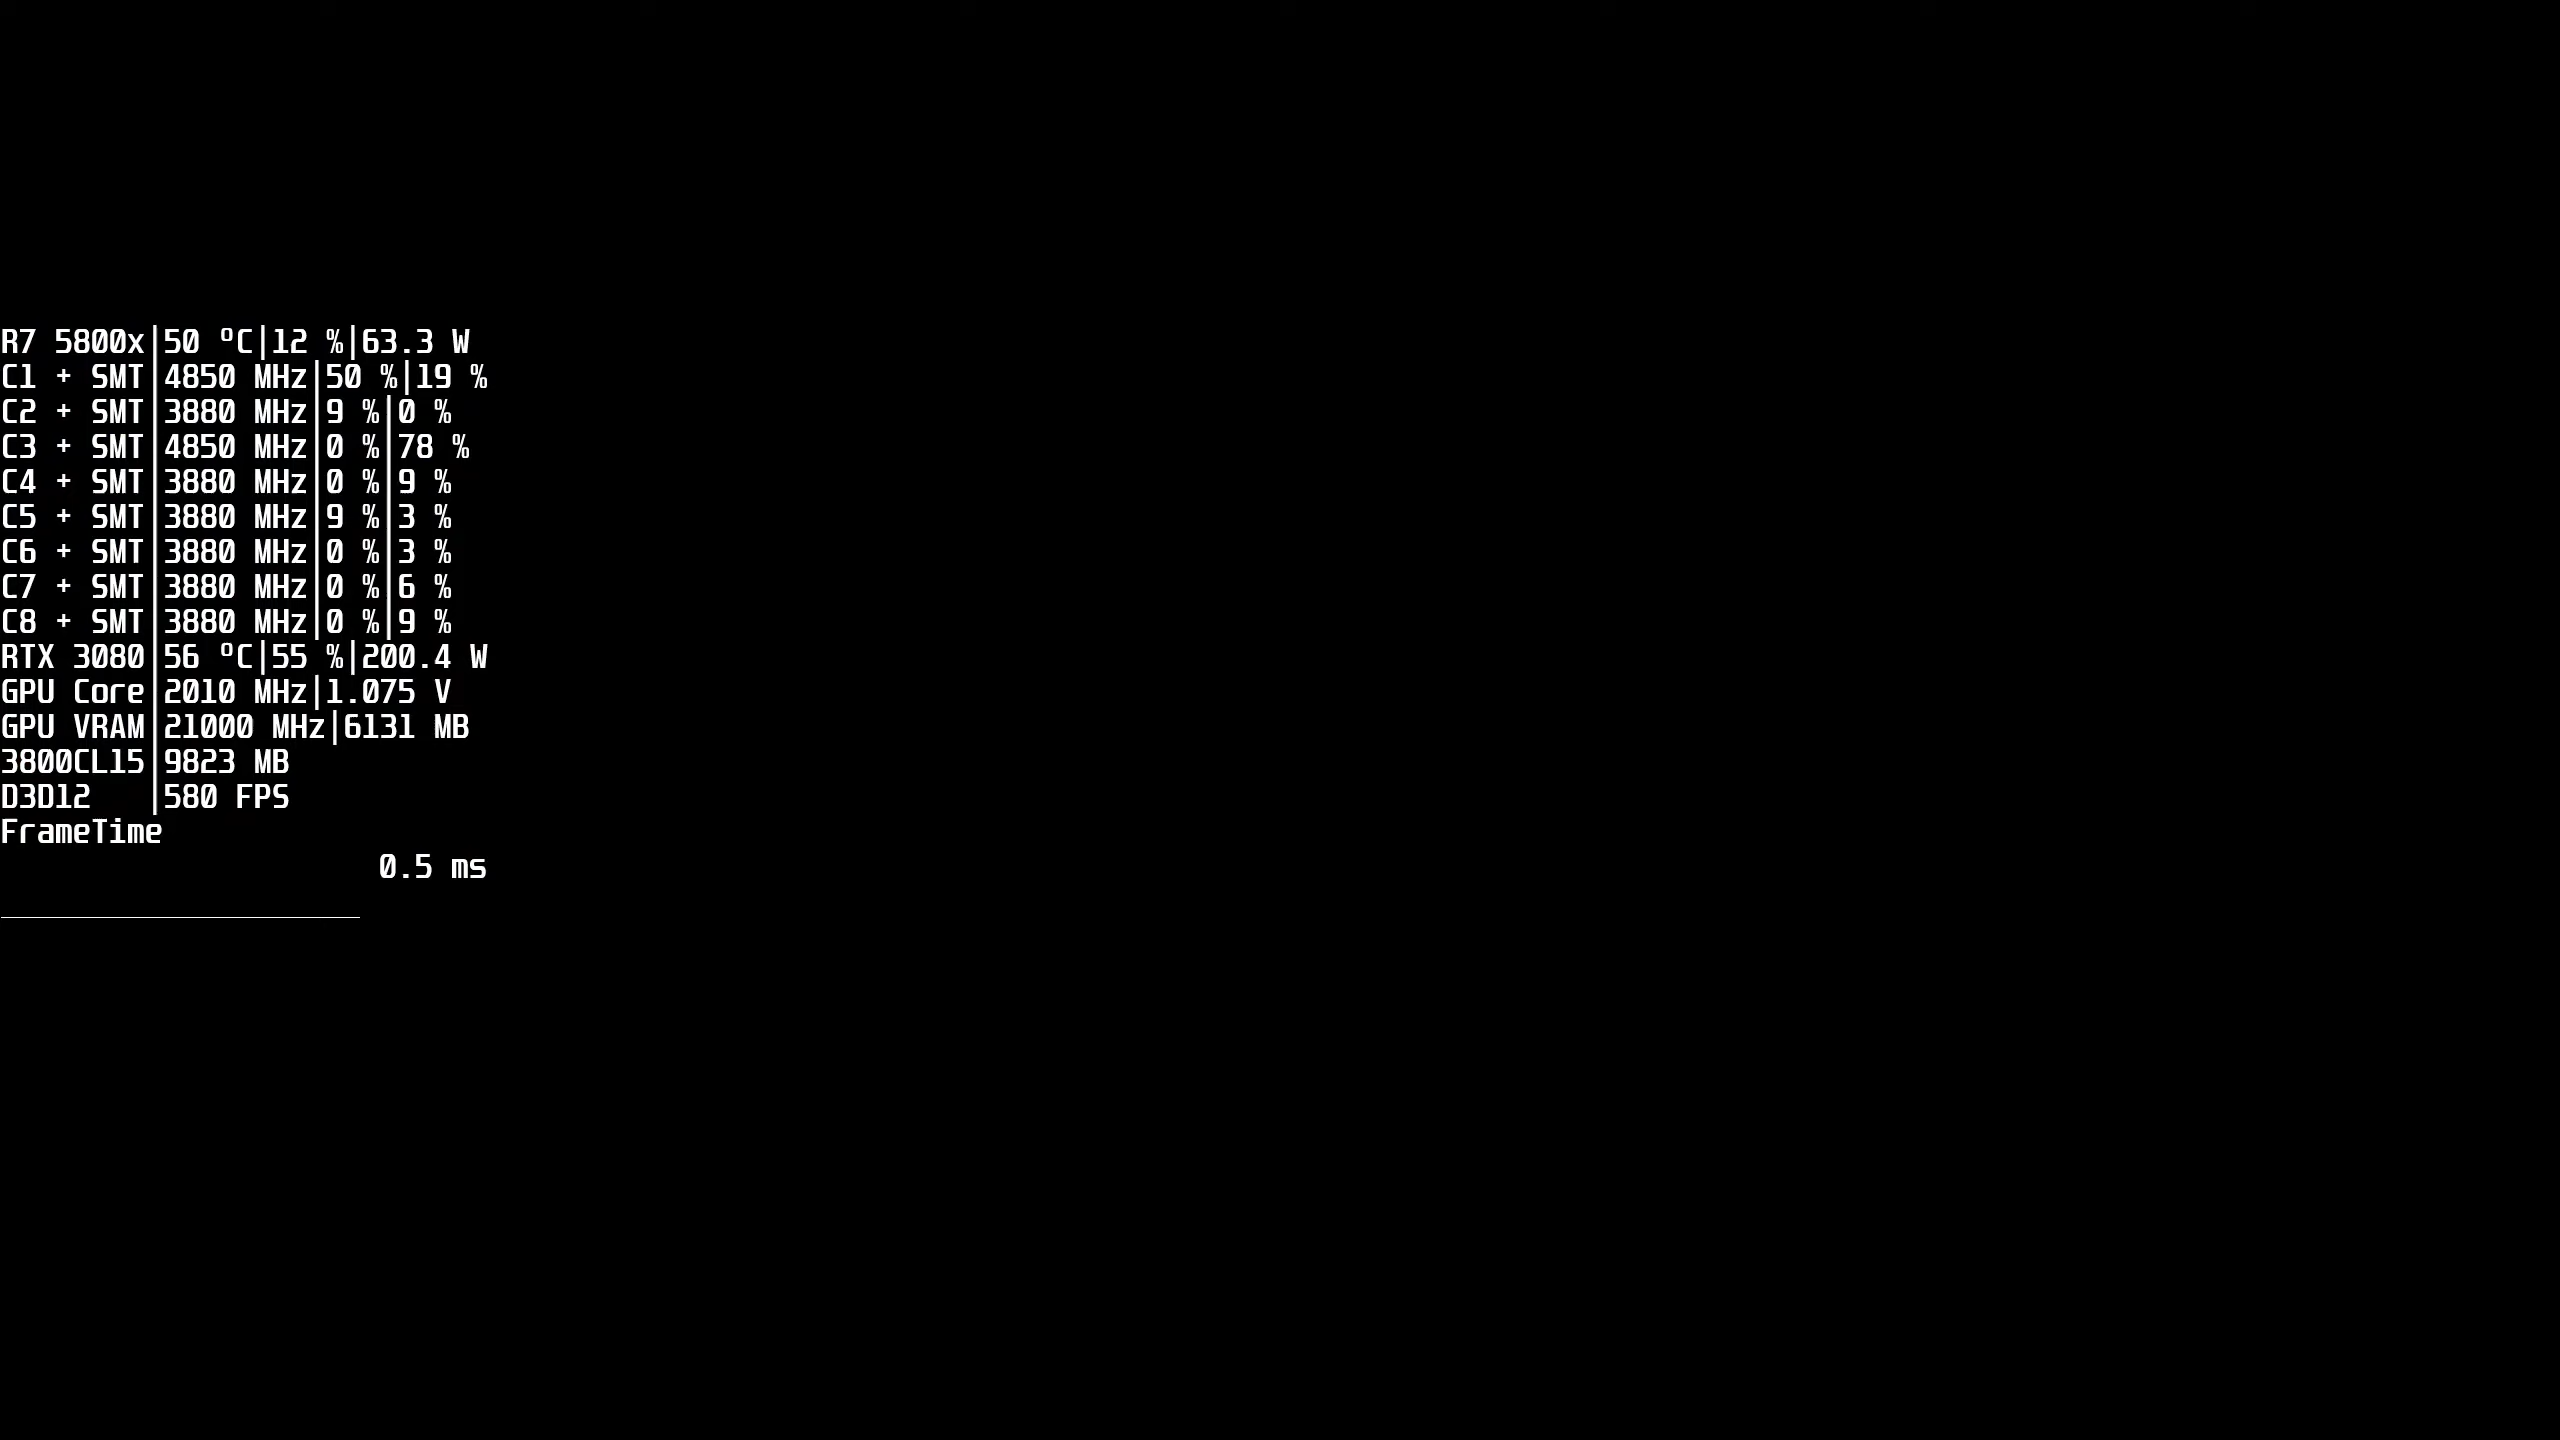 R7 5800x|50 ºC|12 %|63.3 W
C1 + SMT|4850 MHz|50 %|19 %
C2 + SMT|3880 MHz|9 %|0 %
C3 + SMT|4850 MHz|0 %|78 %
C4 + SMT|3880 MHz|0 %|9 %
C5 + SMT|3880 MHz|9 %|3 %
C6 + SMT|3880 MHz|0 %|3 %
C7 + SMT|3880 MHz|0 %|6 %
C8 + SMT|3880 MHz|0 %|9 %
RTX 3080|56 ºC|55 %|200.4 W
GPU Core|2010 MHz|1.075 V
GPU VRAM|21000 MHz|6131 MB
3800CL15|9823 MB
D3D12   |580 FPS
FrameTime
0.5 ms